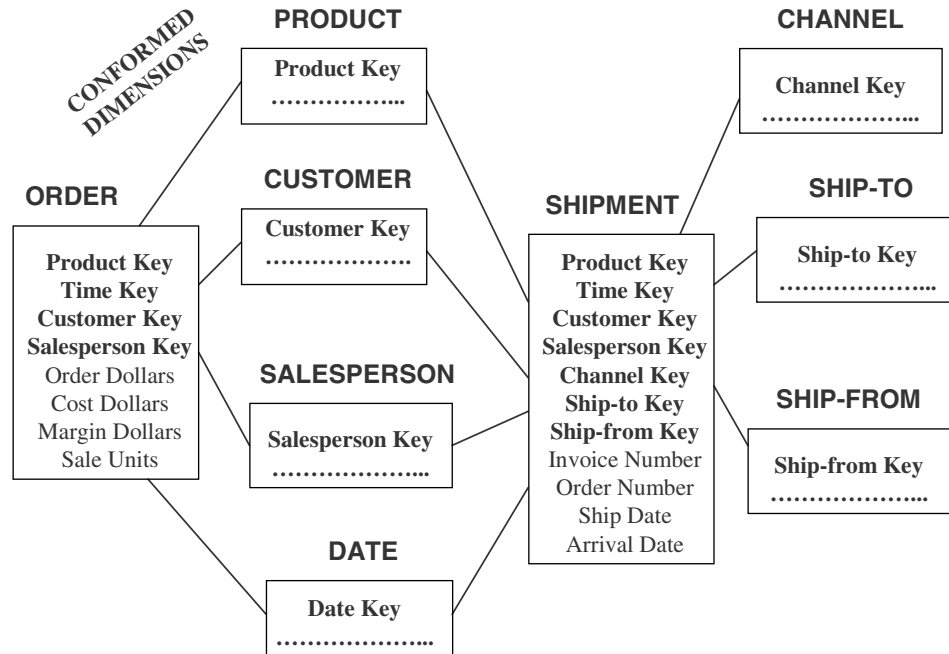 CONFORMED
DIMENSIONS
PRODUCT
Product Key
……………...
CUSTOMER
Customer Key
……………….
SALESPERSON
Salesperson Key
………………...
DATE
Date Key
………………...
ORDER
Product Key
Time Key
Customer Key
Salesperson Key
Order Dollars
Cost Dollars
Margin Dollars
Sale Units
SHIPMENT
Product Key
Time Key
Customer Key
Salesperson Key
Channel Key
Ship-to Key
Ship-from Key
Invoice Number
Order Number
Ship Date
Arrival Date
CHANNEL
Channel Key
………………...
SHIP-TO
Ship-to Key
………………...
SHIP-FROM
Ship-from Key
………………...